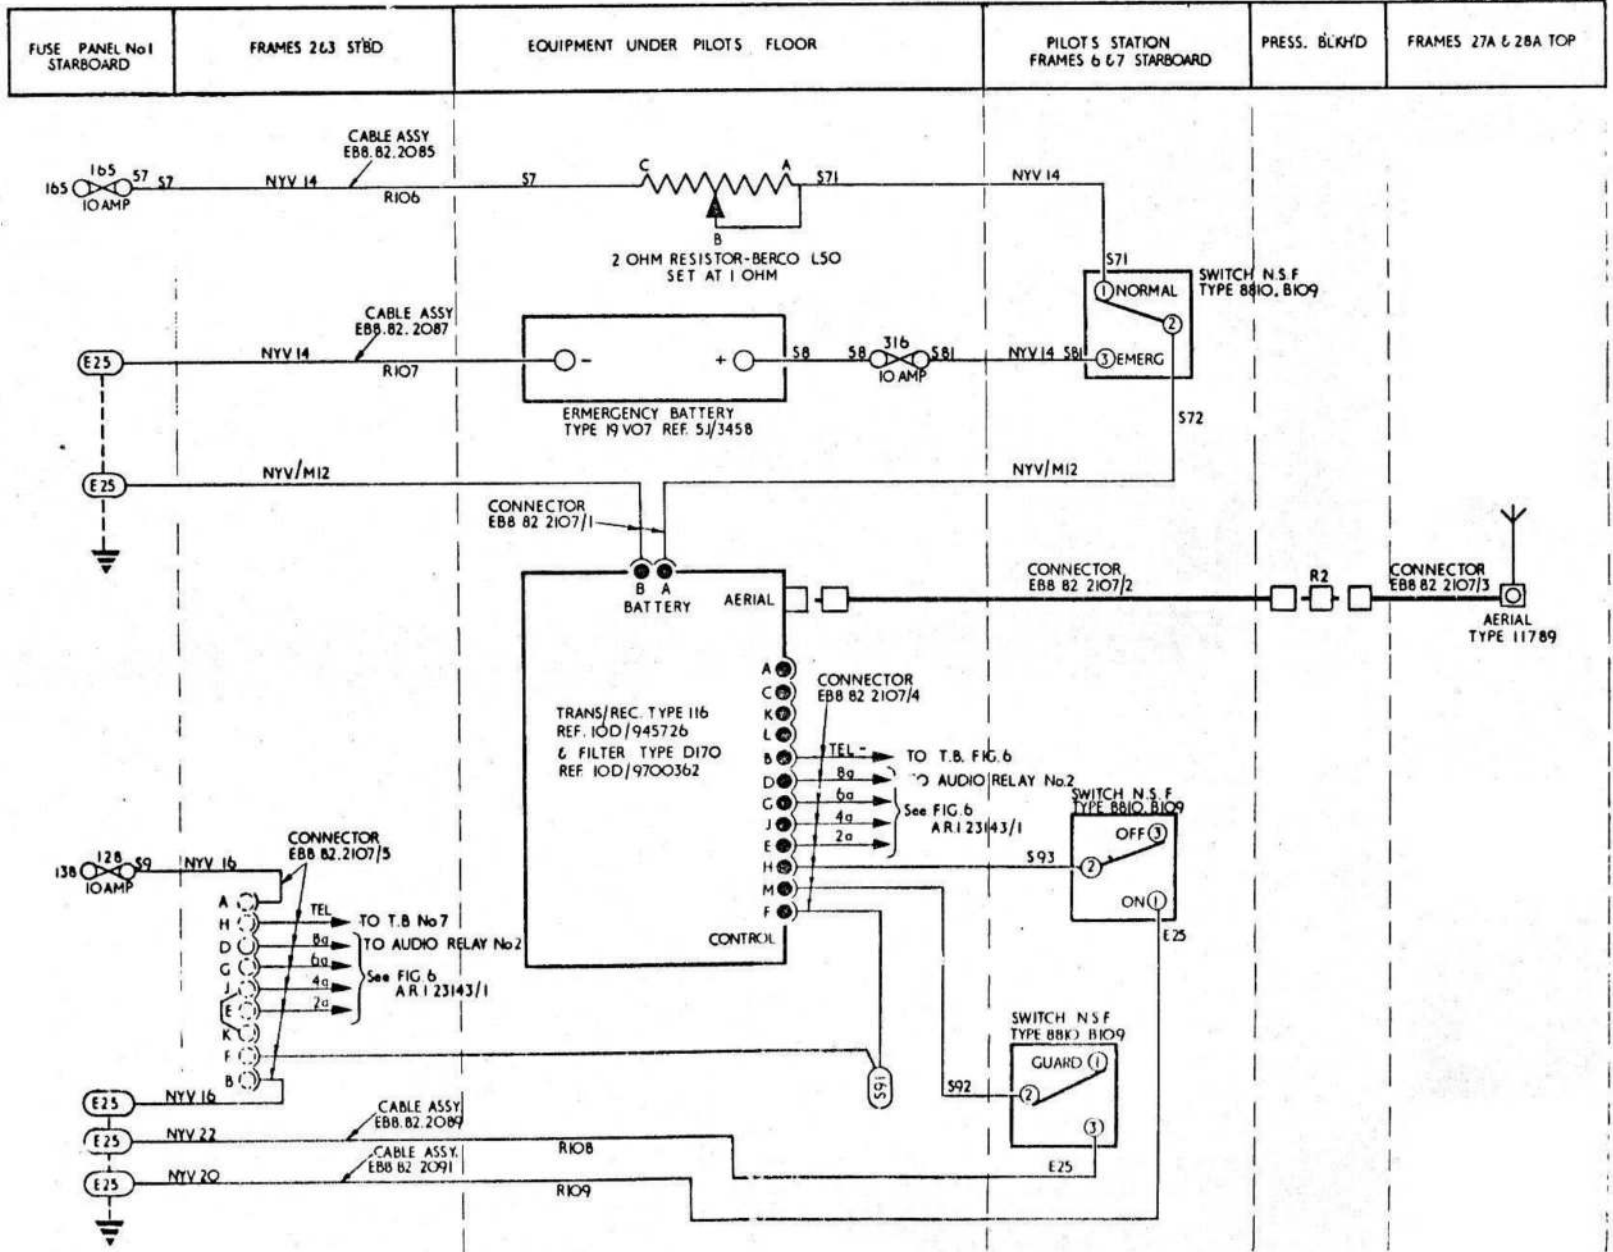 FUSE PANEL No1
STARBOARD
FRAMES 2&3 STBD
EQUIPMENT UNDER PILOTS FLOOR
PILOTS STATION
FRAMES 6 & 7 STARBOARD
PRESS. BLKH'D
FRAMES 27A & 28A TOP
CABLE ASSY
EB8.82.2085
165
165
S7
S7
10 AMP
NYV 14
R106
S7
C
A
S71
NYV 14
B
2 OHM RESISTOR-BERCO L50
SET AT 1 OHM
S71
SWITCH N.S.F
TYPE 8810, B109
1
NORMAL
2
CABLE ASSY
EB8.82.2087
E25
NYV 14
R107
-
+
S8
S8
316
S81
10 AMP
NYV 14
S81
3
EMERG
ERMERGENCY BATTERY
TYPE 19 VO7 REF. 5J/3458
S72
E25
NYV/M12
NYV/M12
CONNECTOR
EB8 82 2107/1
B A
BATTERY
AERIAL
CONNECTOR
EB8 82 2107/2
R2
CONNECTOR
EB8 82 2107/3
AERIAL
TYPE 11789
A
C
K
L
B
D
G
J
E
H
M
F
CONNECTOR
EB8 82 2107/4
TRANS/REC. TYPE 116
REF. 10D/945726
& FILTER TYPE D170
REF 10D/9700362
TEL -
TO T.B. FIG.6
8a
TO AUDIO RELAY No.2
6a
4a
2a
See FIG.6
A R I 23143/1
SWITCH N.S.F
TYPE 8810, B109
OFF
3
S93
2
ON
1
E25
CONTROL
CONNECTOR
EB8 82.2107/5
138
128
S9
NYV 16
10 AMP
A
H
D
G
J
E
K
F
B
TEL
TO T.B No7
8a
TO AUDIO RELAY No2
6a
4a
2a
See FIG. 6
A R I 23143/1
S91
SWITCH N S F
TYPE 8810 B109
GUARD
1
S92
2
3
E25
E25
NYV 16
CABLE ASSY
EB8.82.2089
E25
NYV 22
R108
CABLE ASSY.
EB8 82 2091
E25
NYV 20
R109